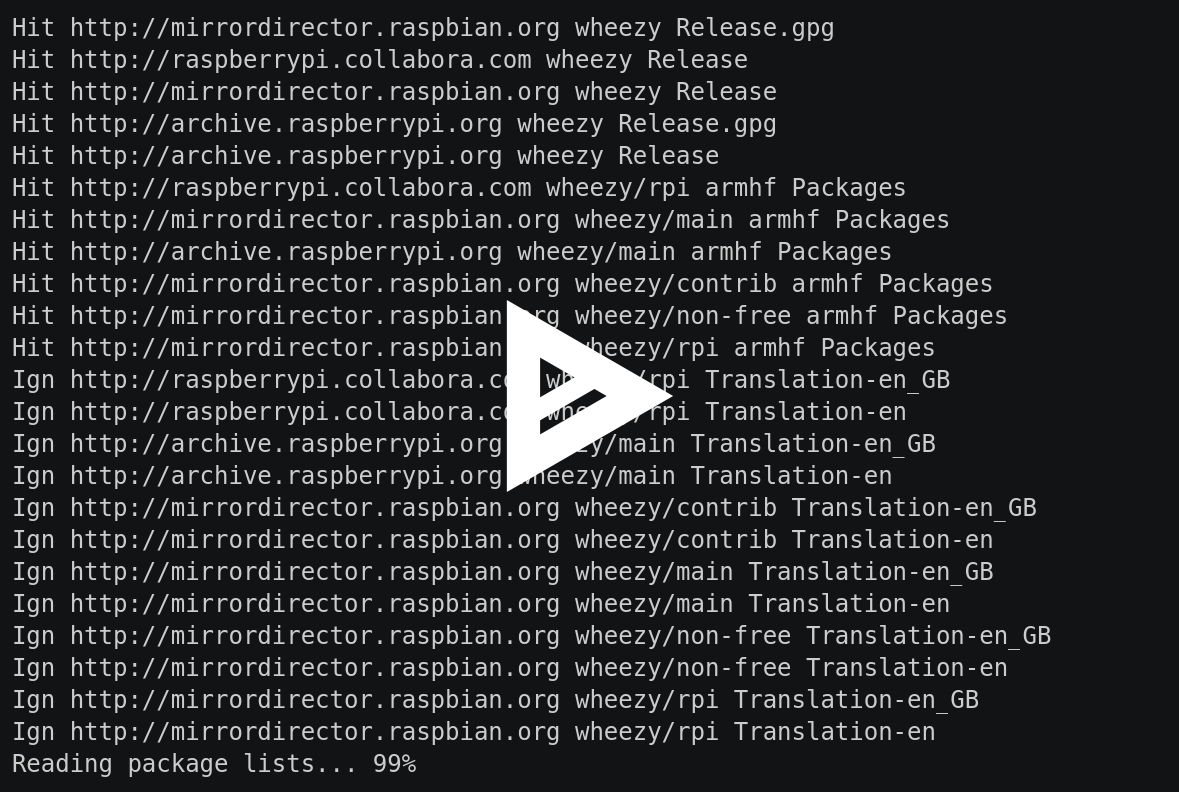 Hit http://mirrordirector.raspbian.org wheezy Release.gpg
Hit http://raspberrypi.collabora.com wheezy Release
Hit http://mirrordirector.raspbian.org wheezy Release
Hit http://archive.raspberrypi.org wheezy Release.gpg
Hit http://archive.raspberrypi.org wheezy Release
Hit http://raspberrypi.collabora.com wheezy/rpi armhf Packages
Hit http://mirrordirector.raspbian.org wheezy/main armhf Packages
Hit http://archive.raspberrypi.org wheezy/main armhf Packages
Hit http://mirrordirector.raspbian.org wheezy/contrib armhf Packages
Hit http://mirrordirector.raspbian.org wheezy/non-free armhf Packages
Hit http://mirrordirector.raspbian wheezy/rpi armhf Packages
Ign http://raspberrypi.collabora.com wheezy/rpi Translation-en_GB
Ign http://raspberrypi.collabora.com wheezy/rpi Translation-en
Ign http://archive.raspberrypi.org wheezy/main Translation-en_GB
Ign http://archive.raspberrypi.org wheezy/main Translation-en
Ign http://mirrordirector.raspbian.org wheezy/contrib Translation-en_GB
Ign http://mirrordirector.raspbian.org wheezy/contrib Translation-en
Ign http://mirrordirector.raspbian.org wheezy/main Translation-en_GB
Ign http://mirrordirector.raspbian.org wheezy/main Translation-en
Ign http://mirrordirector.raspbian.org wheezy/non-free Translation-en_GB
Ign http://mirrordirector.raspbian.org wheezy/non-free Translation-en
Ign http://mirrordirector.raspbian.org wheezy/rpi Translation-en_GB
Ign http://mirrordirector.raspbian.org wheezy/rpi Translation-en
Reading package lists... 99%